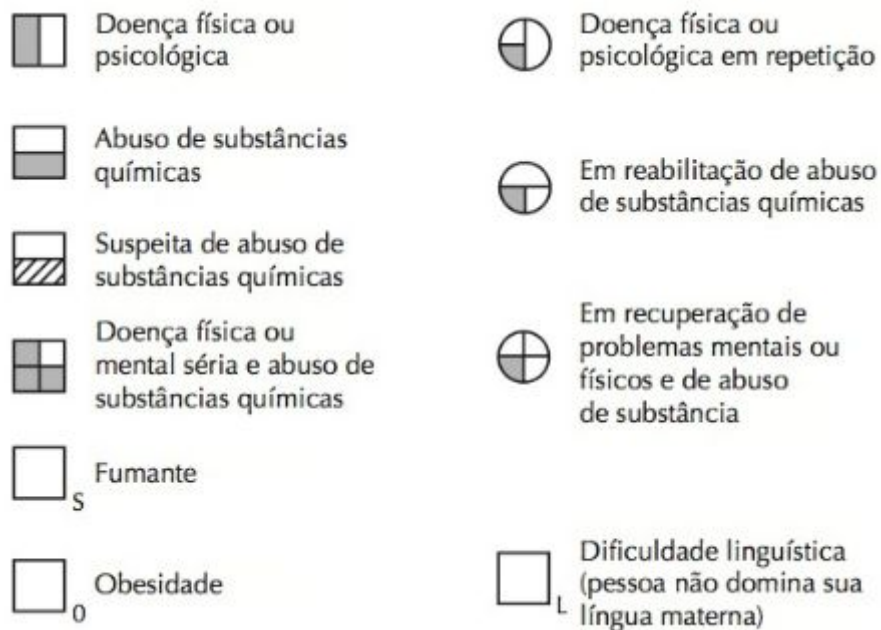 Doença física ou
psicológica
Abuso de substâncias
químicas
Suspeita de abuso de
substâncias químicas
Doença física ou
mental séria e abuso de
substâncias químicas
Fumante
S
Obesidade
0
Doença física ou
psicológica em repetição
Em reabilitação de abuso
de substâncias químicas
Em recuperação de
problemas mentais ou
físicos e de abuso
de substância
Dificuldade linguística
(pessoa não domina sua
língua materna)
L